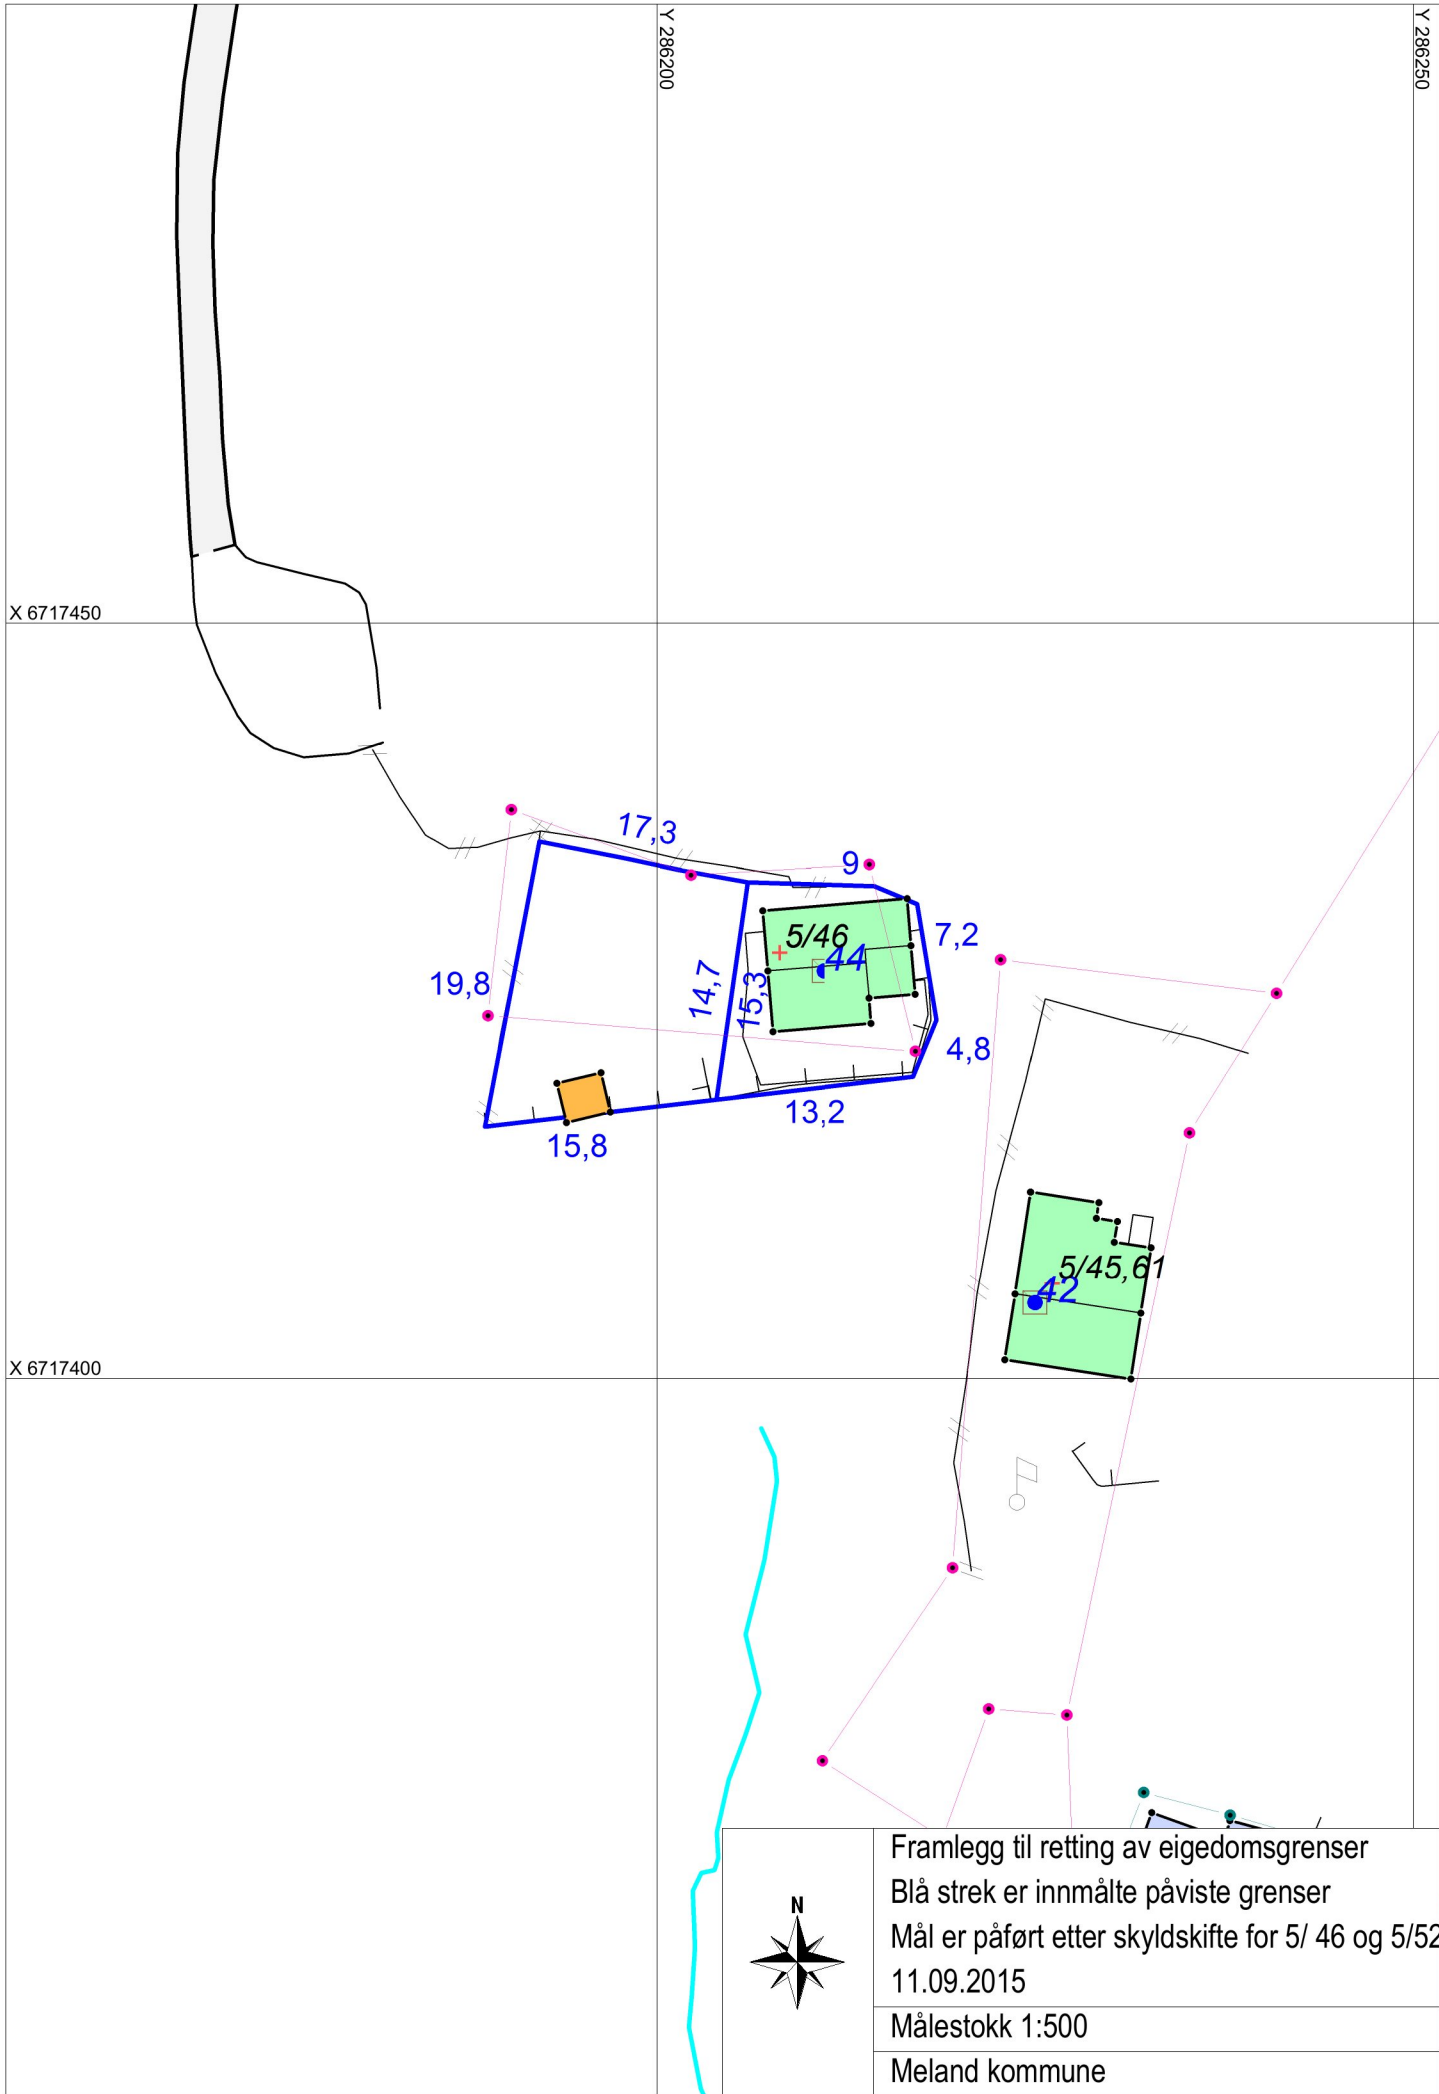 Y 286200
Y 286250
X 6717450
17,3
9
5/46
44
7,2
19,8
14,7
15,3
4,8
13,2
15,8
5/45,61
42
X 6717400
N
Framlegg til retting av eigedomsgrenser
Blå strek er innmålte påviste grenser
Mål er påført etter skyldskifte for 5/ 46 og 5/52
11.09.2015
Målestokk 1:500
Meland kommune